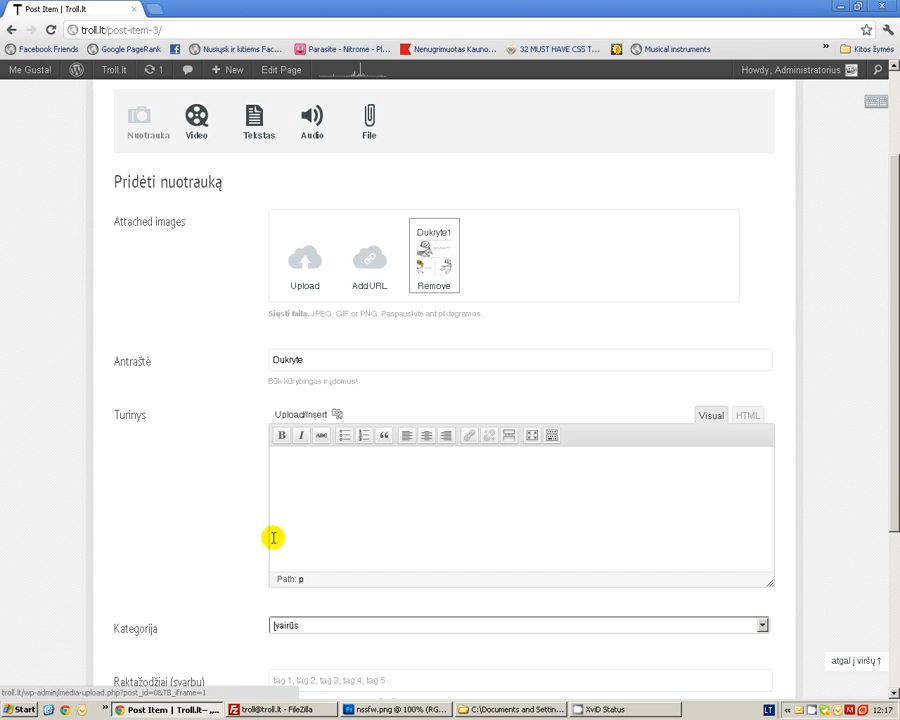 Post Item | Troll.lt
troll.lt/post-item-3/
Facebook Friends
Google PageRank
Nusiųsk ir kitiems Fac...
Parasite - Nitrome - Pl...
Nenugrimuotas Kauno...
32 MUST HAVE CSS T...
Musical instruments
»
Kitos žymės
Me Gusta!
Troll.lt
1
+ New
Edit Page
Howdy, Administratorius
Nuotrauka
Video
Tekstas
Audio
File
Pridėti nuotrauką
Attached images
Dukryte1
Upload
Add URL
Remove
Siųsti failą. JPEG, GIF or PNG. Paspauskite ant piktogramos.
Antraštė
Dukryte
Būk kūrybingas ir įdomus!
Turinys
Upload/Insert
Visual
HTML
B
I
ABC
Path: p
Kategorija
Įvairūs
atgal į viršų ↑
Raktažodžiai (svarbu)
tag 1, tag 2, tag 3, tag 4, tag 5
troll.lt/wp-admin/media-upload.php?post_id=0&TB_iframe=1
Start
»
Post Item | Troll.lt– „...
troll@troll.lt - FileZilla
nssfw.png @ 100% (RG...
C:\Documents and Settin...
XviD Status
LT
«
12:17